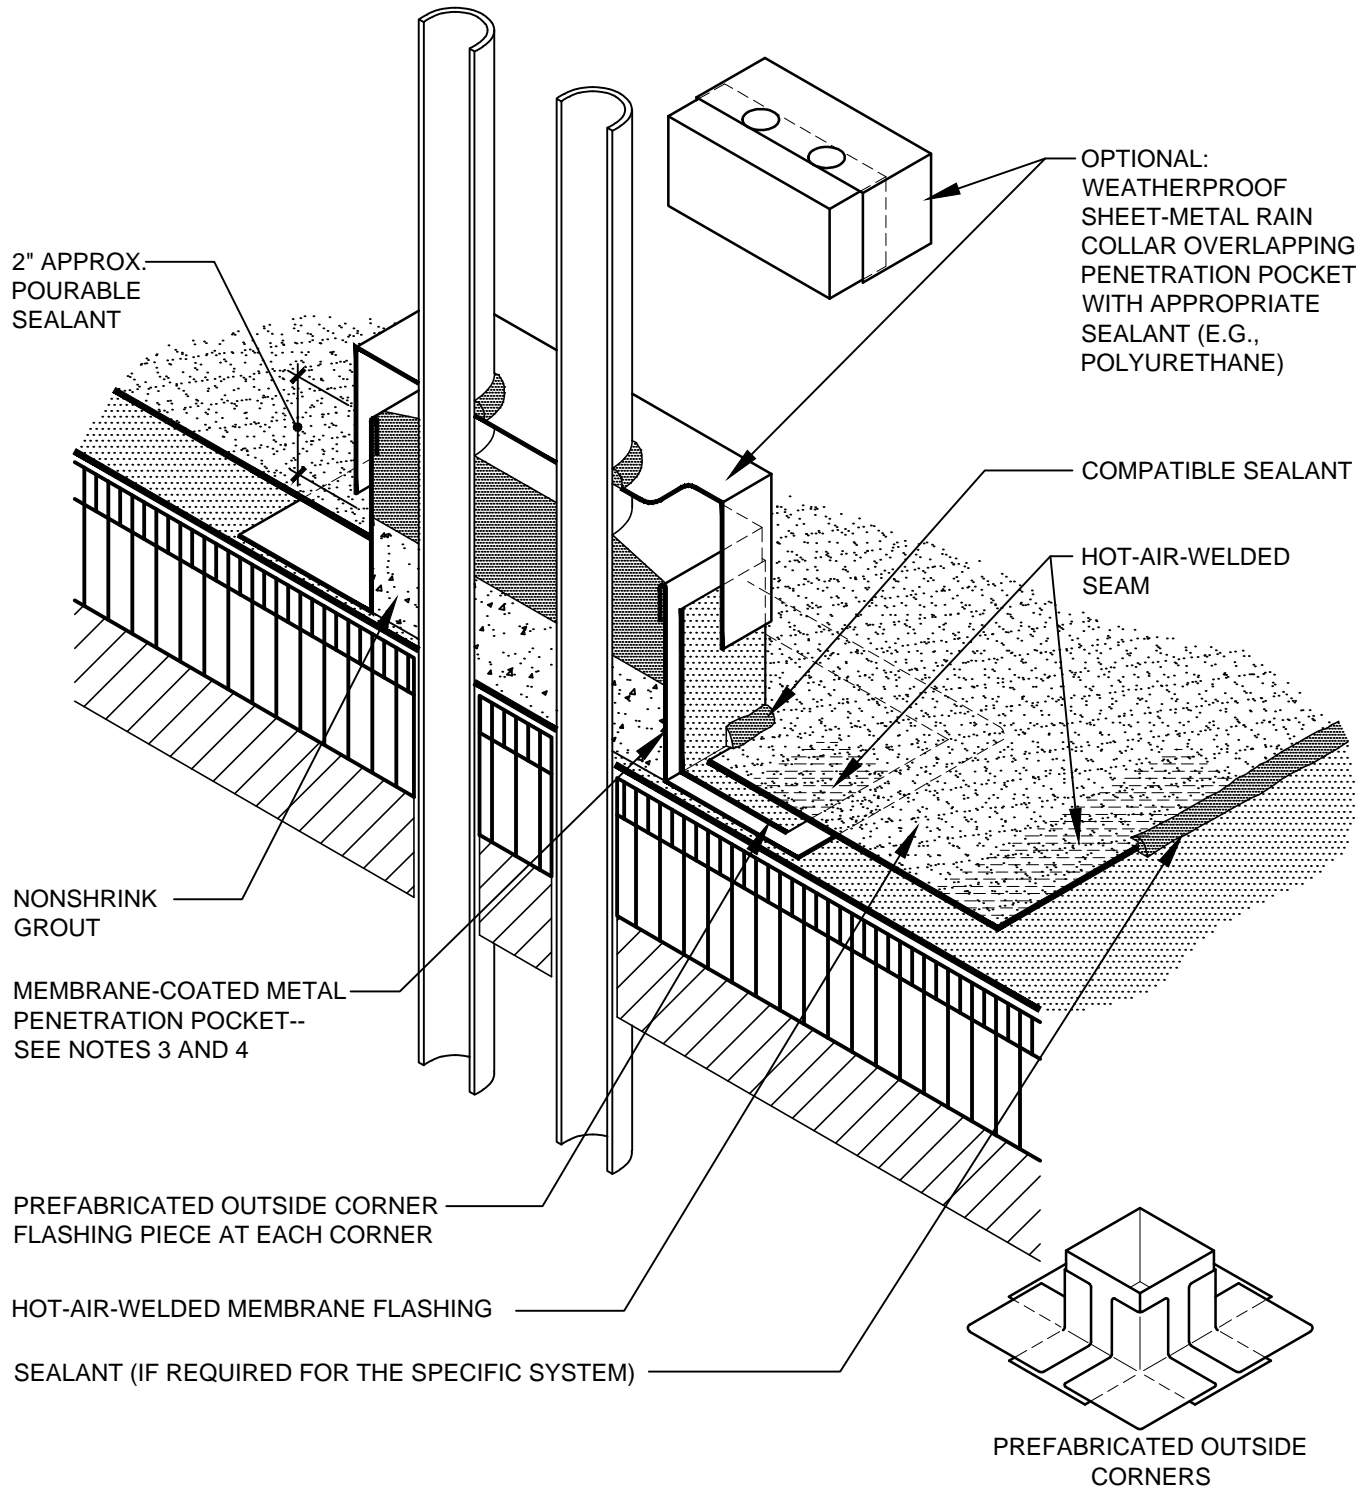 OPTIONAL:
WEATHERPROOF
SHEET-METAL RAIN
COLLAR OVERLAPPING
PENETRATION POCKET
WITH APPROPRIATE
SEALANT (E.G.,
POLYURETHANE)
2" APPROX.
POURABLE
SEALANT
COMPATIBLE SEALANT
HOT-AIR-WELDED
SEAM
NONSHRINK
GROUT
MEMBRANE-COATED METAL
PENETRATION POCKET--
SEE NOTES 3 AND 4
PREFABRICATED OUTSIDE CORNER
FLASHING PIECE AT EACH CORNER
HOT-AIR-WELDED MEMBRANE FLASHING
SEALANT (IF REQUIRED FOR THE SPECIFIC SYSTEM)
PREFABRICATED OUTSIDE
CORNERS